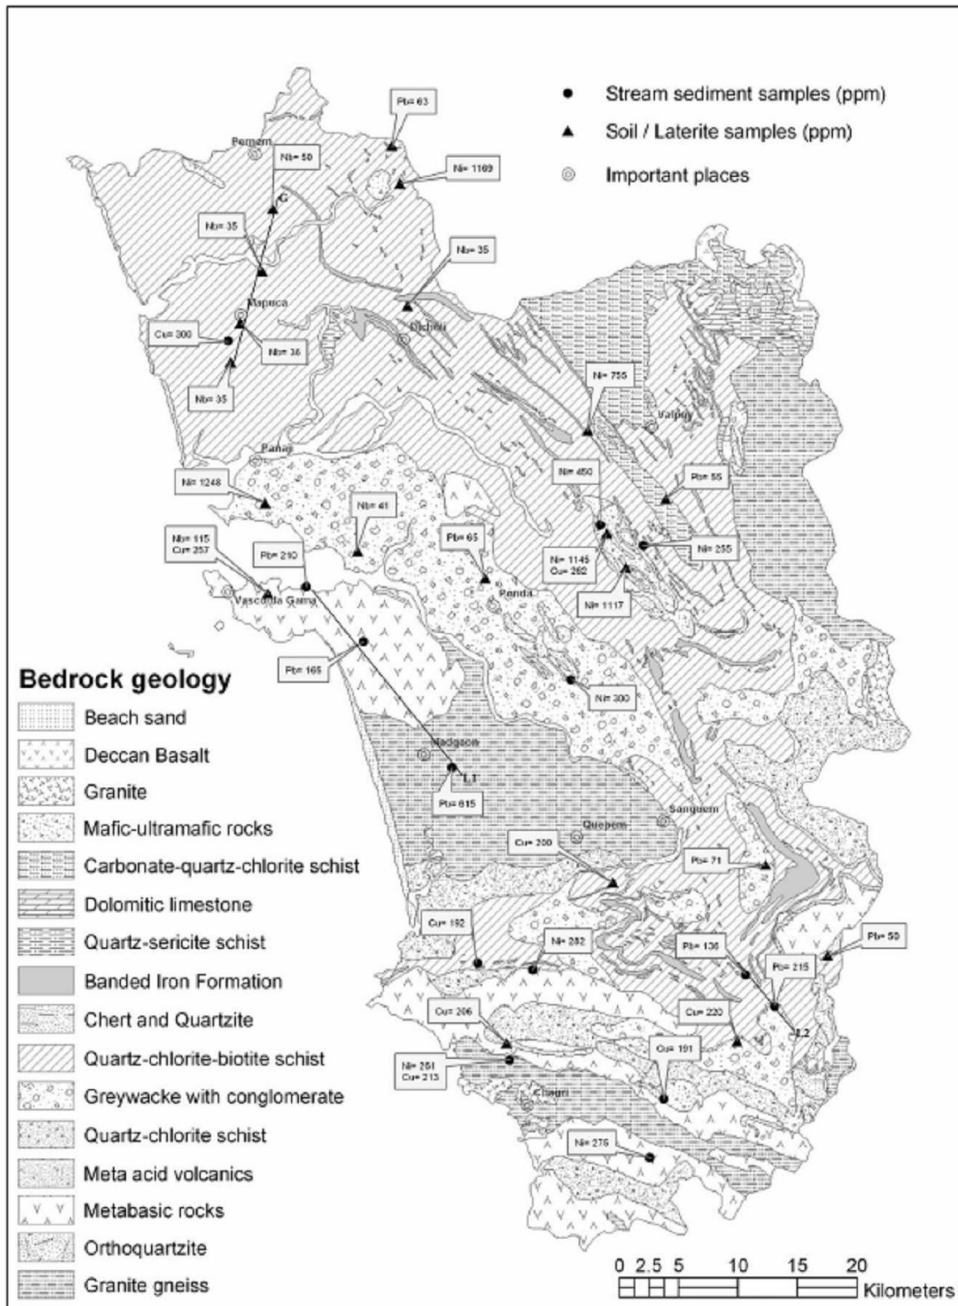 Stream sediment samples (ppm)
Soil / Laterite samples (ppm)
Important places
Pb= 63
Pernem
Nb= 50
Ni= 1169
G
Nb= 35
Nb= 35
Mapuca
Cu= 300
Nb= 36
Bicholi
Nb= 35
Ni= 755
Valpoy
Panaji
Ni= 450
Ni= 1248
Pb= 55
Nb= 41
Nb= 115
Cu= 257
Pb= 210
Pb= 65
Ni= 1145
Cu= 262
Ni= 255
Vasco da Gama
Ponda
Ni= 1117
Pb= 165
Ni= 300
Madgaon
L1
Pb= 615
Sanguem
Quepem
Cu= 200
Pb= 71
Cu= 192
Ni= 282
Pb= 136
Pb= 50
Pb= 215
Cu= 206
Cu= 220
L2
Ni= 261
Cu= 213
Cu= 191
Ni= 275
Bedrock geology
Beach sand
Deccan Basalt
Granite
Mafic-ultramafic rocks
Carbonate-quartz-chlorite schist
Dolomitic limestone
Quartz-sericite schist
Banded Iron Formation
Chert and Quartzite
Quartz-chlorite-biotite schist
Greywacke with conglomerate
Quartz-chlorite schist
Meta acid volcanics
Metabasic rocks
Orthoquartzite
Granite gneiss
0 2.5 5 10 15 20
Kilometers